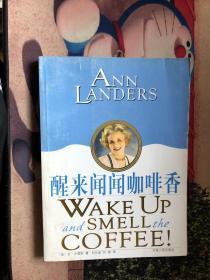 ANN
LANDERS
醒来闻闻咖啡香
WAKE UP
and SMELL the
COFFEE!